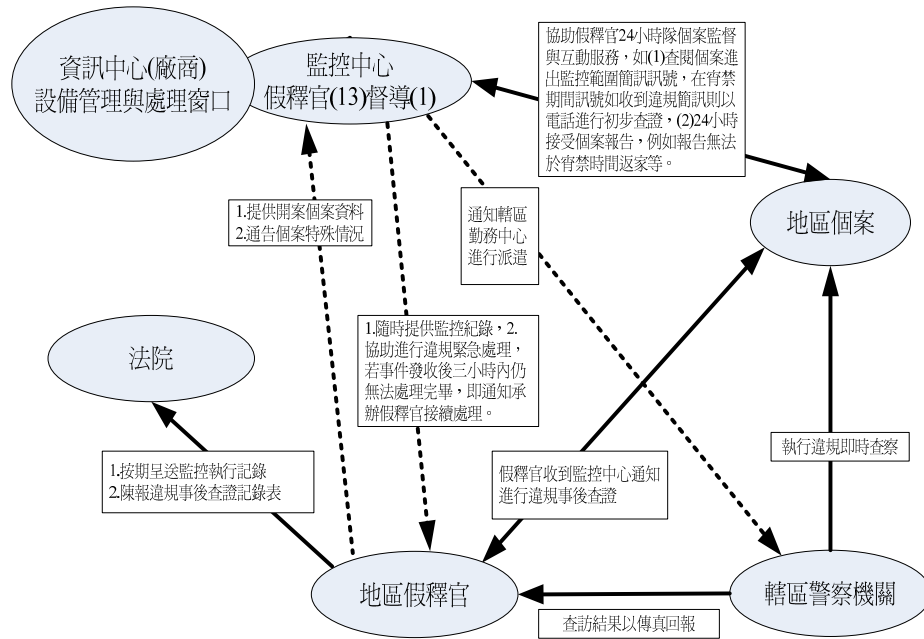 資訊中心(廠商)
設備管理與處理窗口
監控中心
假釋官(13)督導(1)
協助假釋官24小時隊個案監督
與互動服務，如(1)查閱個案進
出監控範圍簡訊訊號，在宵禁
期間訊號如收到違規簡訊則以
電話進行初步查證，(2)24小時
接受個案報告，例如報告無法
於宵禁時間返家等。
1.提供開案個案資料
2.通告個案特殊情況
通知轄區
勤務中心
進行派遣
地區個案
1.隨時提供監控紀錄，2.
協助進行違規緊急處理，
若事件發收後三小時內仍
無法處理完畢，即通知承
辦假釋官接續處理。
法院
執行違規即時查察
1.按期呈送監控執行記錄
2.陳報違規事後查證記錄表
假釋官收到監控中心通知
進行違規事後查證
地區假釋官
轄區警察機關
查訪結果以傳真回報